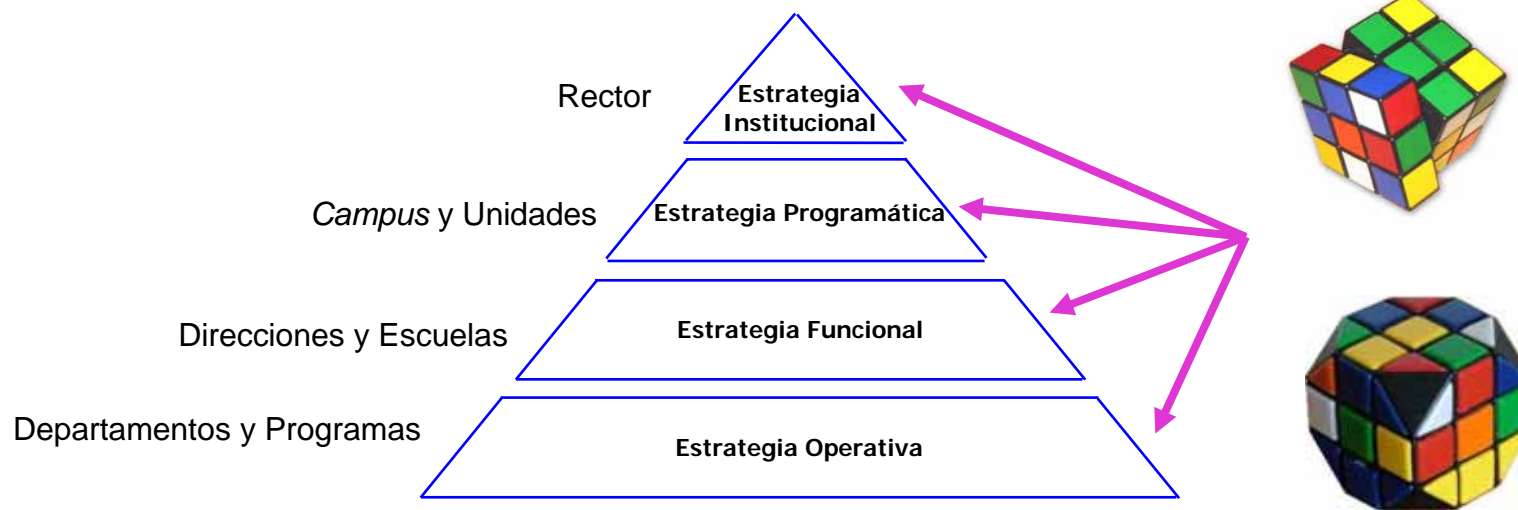 Rector
Estrategia
Institucional
Campus y Unidades
Estrategia Programática
Direcciones y Escuelas
Estrategia Funcional
Departamentos y Programas
Estrategia Operativa